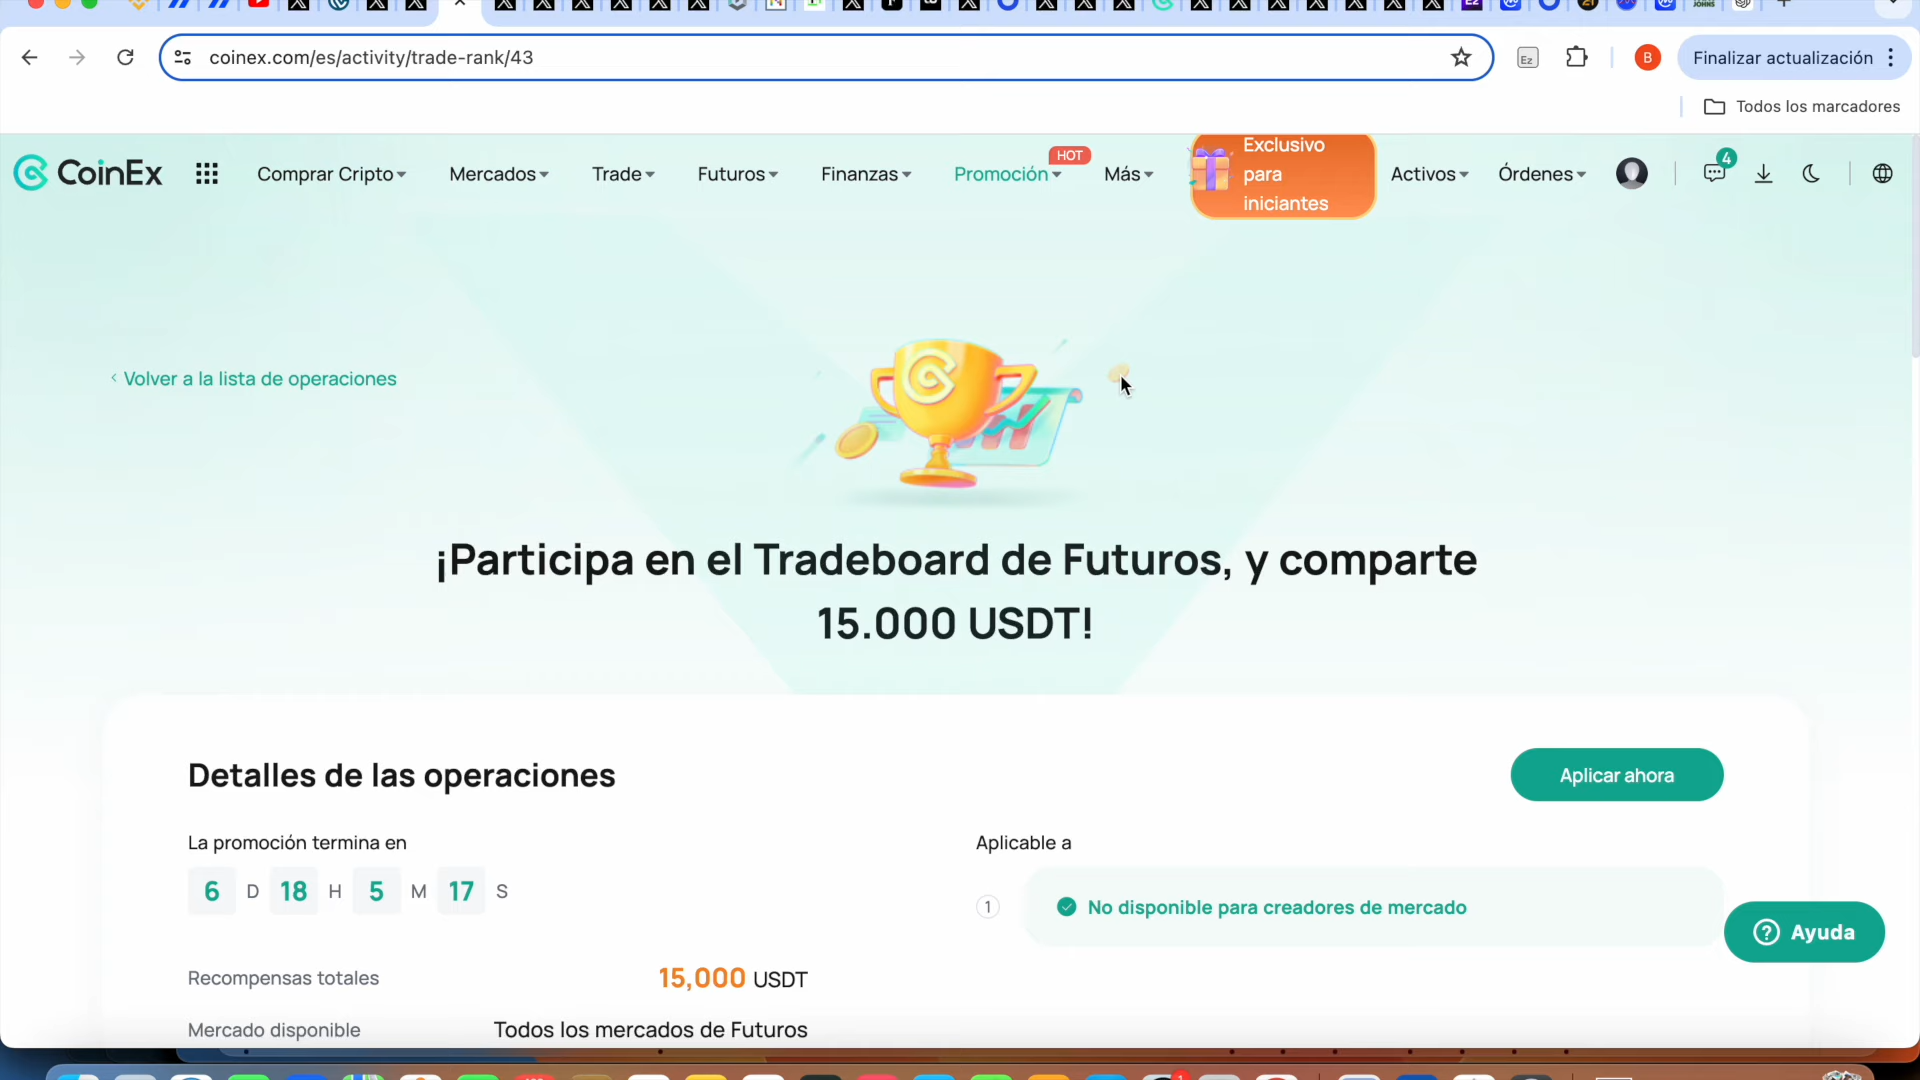 coinex.com/es/activity/trade-rank/43
Ez
B
Finalizar actualización
Todos los marcadores
CoinEx
Comprar Cripto
Mercados
Trade
Futuros
Finanzas
Promoción
HOT
Más
Exclusivo
para
iniciantes
Activos
Órdenes
4
< Volver a la lista de operaciones
¡Participa en el Tradeboard de Futuros, y comparte
15.000 USDT!
Detalles de las operaciones
Aplicar ahora
La promoción termina en
6 D 18 H 5 M 17 S
Aplicable a
1 No disponible para creadores de mercado
Ayuda
Recompensas totales 15,000 USDT
Mercado disponible Todos los mercados de Futuros